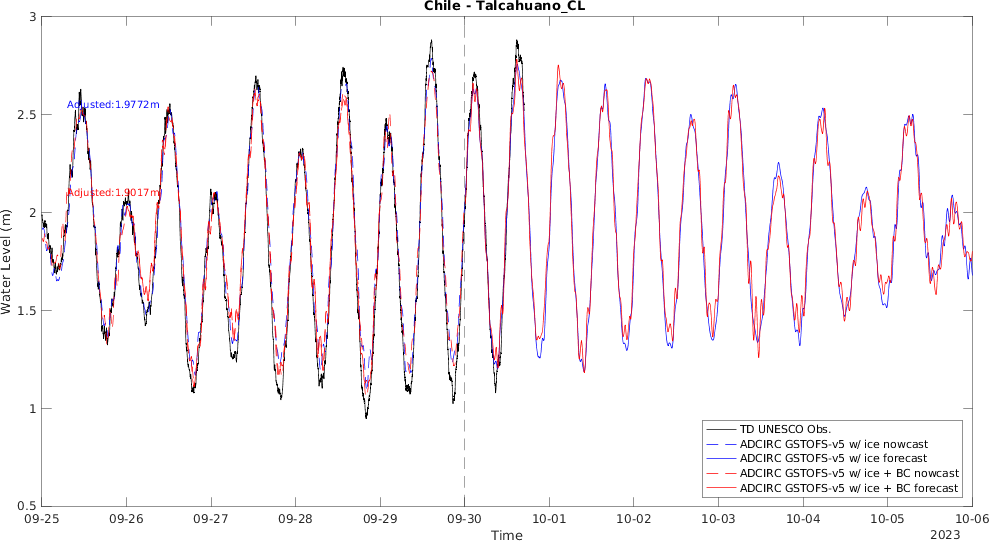 Chile - Talcahuano_CL
3
2.5
2
1.5
1
0.5
Water Level (m)
Adjusted:1.9772m
Adjusted:1.9017m
TD UNESCO Obs.
ADCIRC GSTOFS-v5 w/ ice nowcast
ADCIRC GSTOFS-v5 w/ ice forecast
ADCIRC GSTOFS-v5 w/ ice + BC nowcast
ADCIRC GSTOFS-v5 w/ ice + BC forecast
09-25 09-26 09-27 09-28 09-29 09-30 10-01 10-02 10-03 10-04 10-05 10-06
Time
2023